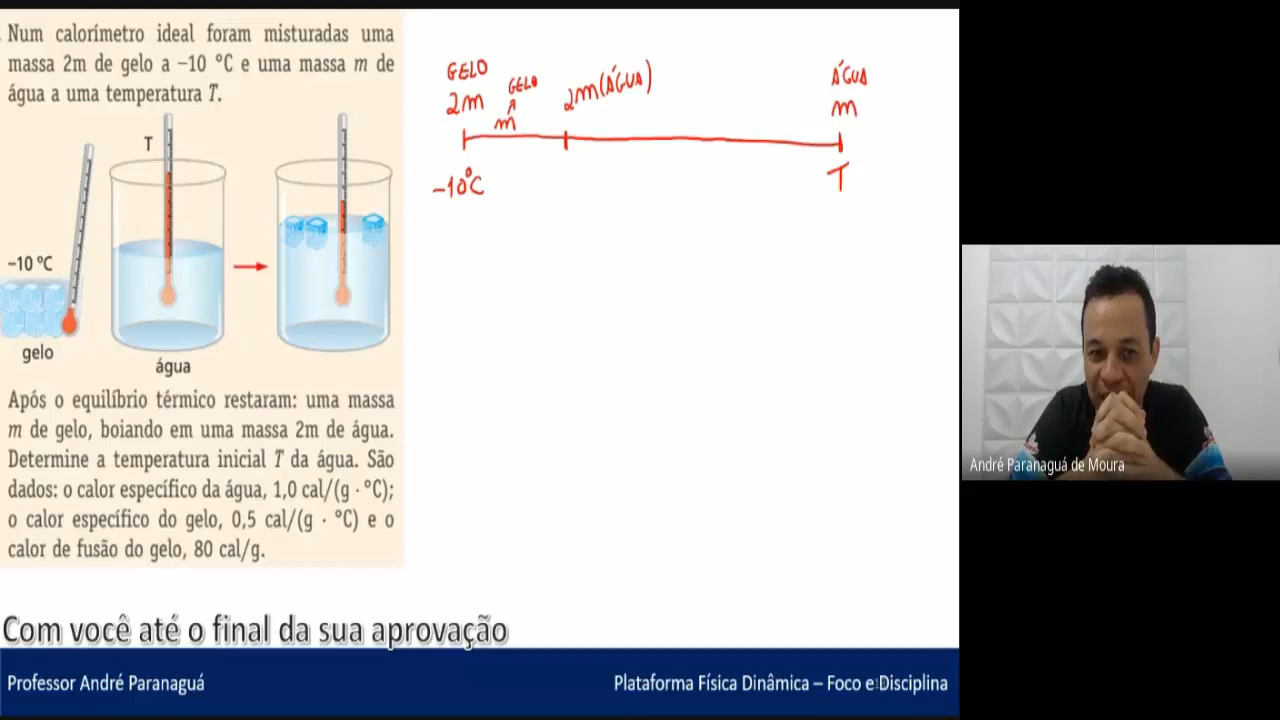 Num calorímetro ideal foram misturadas uma
massa 2m de gelo a –10 °C e uma massa m de
água a uma temperatura T.
T
–10 °C
gelo
água
Após o equilíbrio térmico restaram: uma massa
m de gelo, boiando em uma massa 2m de água.
Determine a temperatura inicial T da água. São
dados: o calor específico da água, 1,0 cal/(g · °C);
o calor específico do gelo, 0,5 cal/(g · °C) e o
calor de fusão do gelo, 80 cal/g.
GELO
2m
GELO
m
2m(ÁGUA)
ÁGUA
m
-10°C
T
André Paranaguá de Moura
Com você até o final da sua aprovação
Professor André Paranaguá
Plataforma Física Dinâmica – Foco e Disciplina